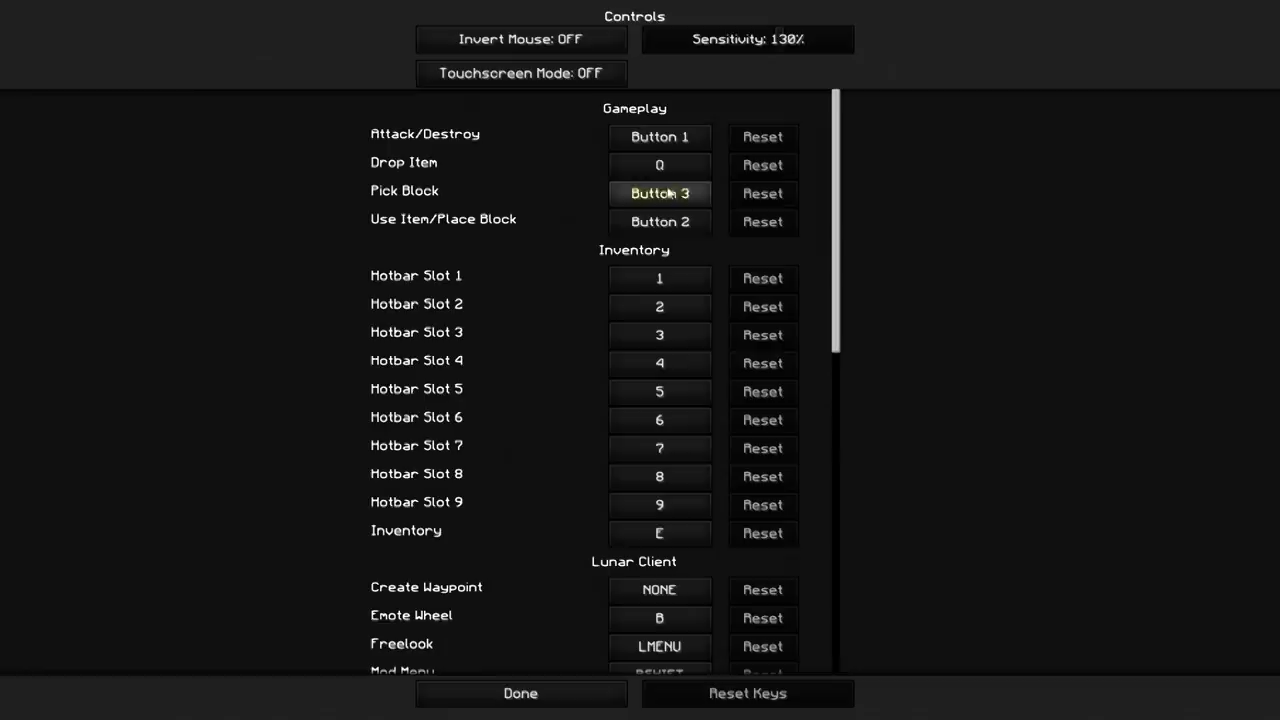 Controls
Invert Mouse: OFF Sensitivity: 130%
Touchscreen Mode: OFF
Gameplay
Attack/Destroy Button 1 Reset
Drop Item Q Reset
Pick Block Button 3 Reset
Use Item/Place Block Button 2 Reset
Inventory
Hotbar Slot 1 1 Reset
Hotbar Slot 2 2 Reset
Hotbar Slot 3 3 Reset
Hotbar Slot 4 4 Reset
Hotbar Slot 5 5 Reset
Hotbar Slot 6 6 Reset
Hotbar Slot 7 7 Reset
Hotbar Slot 8 8 Reset
Hotbar Slot 9 9 Reset
Inventory E Reset
Lunar Client
Create Waypoint NONE Reset
Emote Wheel B Reset
Freelook LMENU Reset
Mod Menu RSHIFT Reset
Done Reset Keys